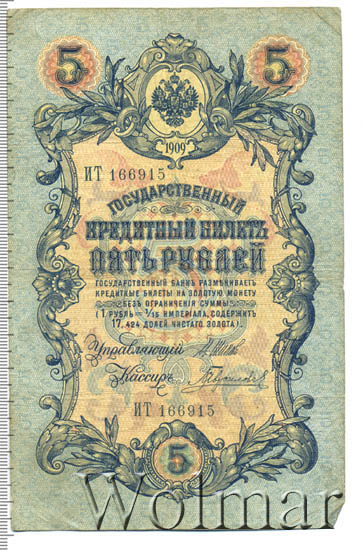 5 5
1909
ИТ 166915
ГОСУДАРСТВЕННЫЙ
КРЕДИТНЫЙ БИЛЕТЪ
ПЯТЬ РУБЛЕЙ
ГОСУДАРСТВЕННЫЙ БАНКЪ РАЗМѢНИВАЕТЪ
КРЕДИТНЫЕ БИЛЕТЫ НА ЗОЛОТУЮ МОНЕТУ
БЕЗЪ ОГРАНИЧЕНІЯ СУММЫ
(1 РУБЛЬ = 1/15 ИМПЕРІАЛА, СОДЕРЖИТЪ
17,424 ДОЛЕЙ ЧИСТАГО ЗОЛОТА).
Управляющій
Кассиръ
ИТ 166915
5
Wolmar